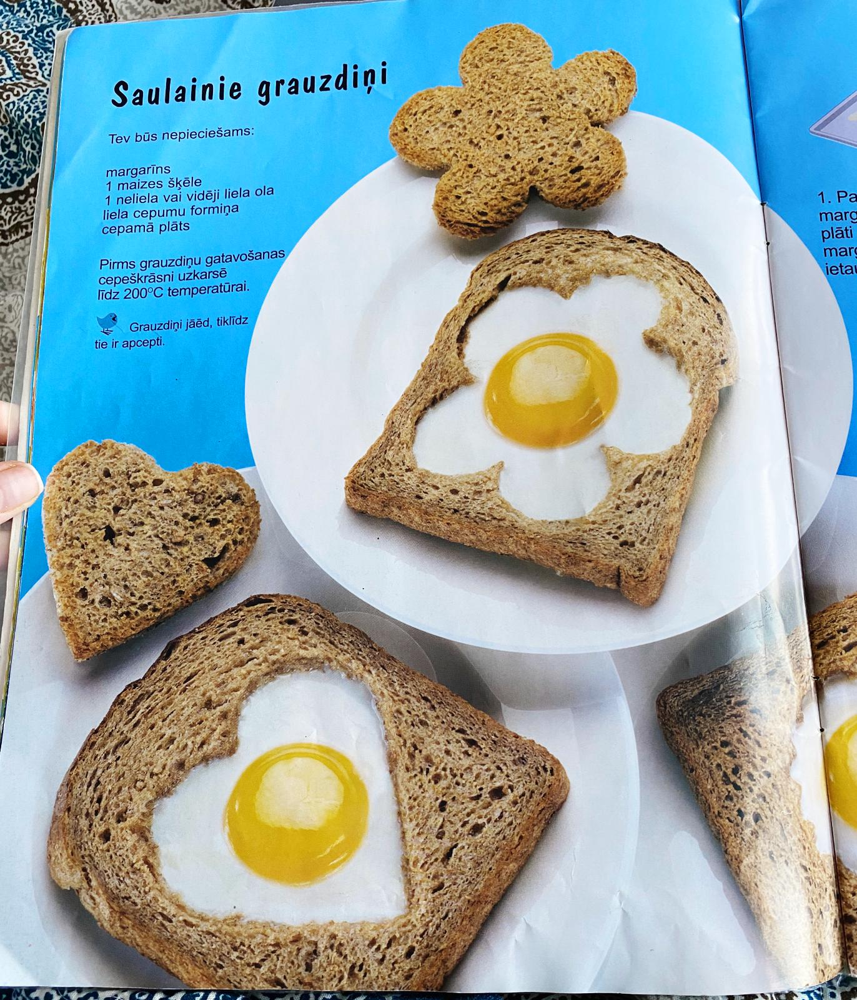 Saulainie grauzdiņi
Tev būs nepieciešams:
margarīns
1 maizes šķēle
1 neliela vai vidēji liela ola
liela cepumu formiņa
cepamā plāts
Pirms grauzdiņu gatavošanas
cepeškrāsni uzkarsē
līdz 200°C temperatūrai.
Grauzdiņi jāēd, tiklīdz
tie ir apcepti.
1. Pa
marg
plāti
marg
ieta